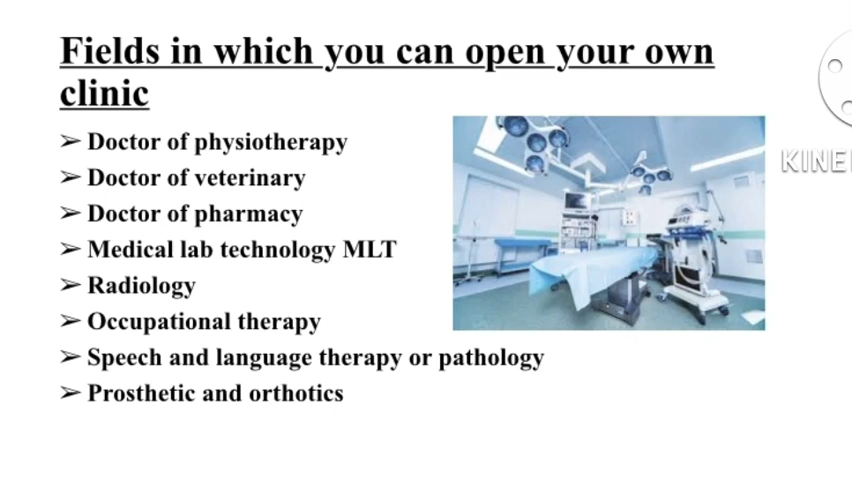 Fields in which you can open your own
clinic
➢ Doctor of physiotherapy
➢ Doctor of veterinary
➢ Doctor of pharmacy
➢ Medical lab technology MLT
➢ Radiology
➢ Occupational therapy
➢ Speech and language therapy or pathology
➢ Prosthetic and orthotics